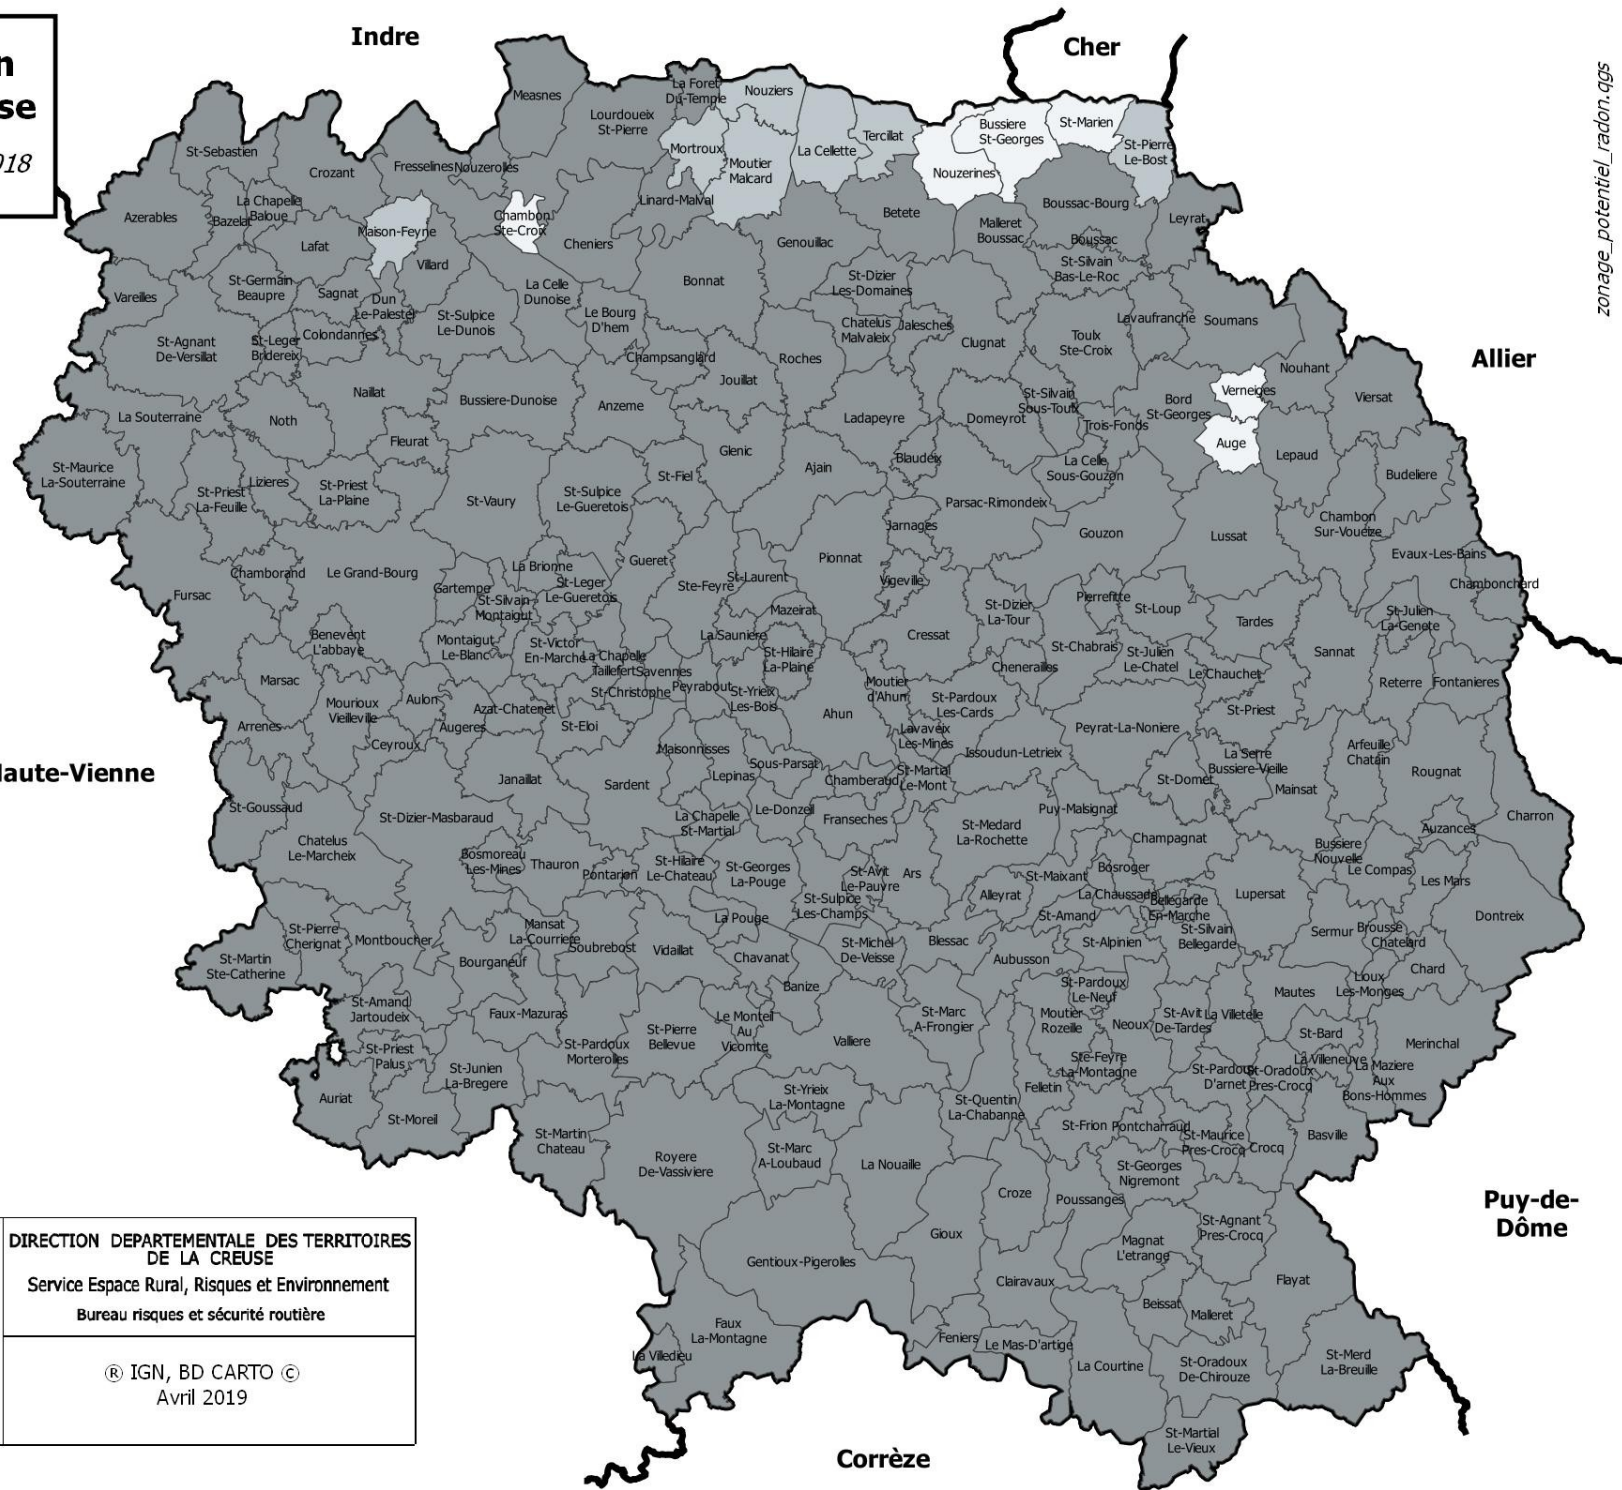 n
se
018
Indre
Cher
zonage_potentiel_radon.qgs
Allier
Haute-Vienne
Puy-de-
Dôme
Corrèze
Measnes
La Foret
Du-Temple
Nouziers
Lourdoueix
St-Pierre
Mortroux
Moutier
Malcard
La Cellette
Tercillat
Bussiere
St-Georges
St-Marien
St-Pierre
Le-Bost
Nouzerines
St-Sebastien
Crozant
Fresselines
Nouzerolles
Azerables
Bazelat
La Chapelle
Baloue
Lafat
Maison-Feyne
Chambon
Ste-Croix
Cheniers
Linard-Malval
Genouillac
Betete
Malleret
Boussac
Boussac-Bourg
Boussac
Leyrat
Villard
St-Silvain
Bas-Le-Roc
Vareilles
St-Germain
Beaupre
Sagnat
Dun
Le-Palestel
La Celle
Dunoise
Bonnat
St-Dizier
Les-Domaines
St-Agnant
De-Versillat
St-Leger
Bridereix
Colondannes
St-Sulpice
Le-Dunois
Le Bourg
D'hem
Champsanglard
Roches
Chatelus
Malvaleix
Jalesches
Clugnat
Toulx
Ste-Croix
Lavaufranche
Soumans
Jouillat
Nouhant
Verneiges
Viersat
La Souterraine
Noth
Naillat
Bussiere-Dunoise
Anzeme
Ladapeyre
Domeyrot
St-Silvain
Sous-Toulx
Trois-Fonds
Bord
St-Georges
Fleurat
Auge
Lepaud
Budeliere
St-Maurice
La-Souterraine
St-Priest
La-Feuille
Lizieres
St-Priest
La-Plaine
St-Vaury
St-Sulpice
Le-Gueretois
St-Fiel
Glenic
Ajain
Blaudeix
La Celle
Sous-Gouzon
Parsac-Rimondeix
Jarnages
Gouzon
Lussat
Chambon
Sur-Voueize
Evaux-Les-Bains
Chambonchard
Fursac
Chamborand
Le Grand-Bourg
Gartempe
La Brionne
St-Silvain
Montaigut
St-Leger
Le-Gueretois
Gueret
Ste-Feyre
St-Laurent
Pionnat
Vigeville
Mazeirat
St-Dizier
La-Tour
Pierrefitte
St-Loup
Tardes
St-Julien
La-Genete
Benevent
L'abbaye
Montaigut
Le-Blanc
St-Victor
En-Marche
La Chapelle
Taillefert
Savennes
La Sauniere
St-Hilaire
La-Plaine
Cressat
Chenerailles
St-Chabrais
St-Julien
Le-Chatel
Le Chauchet
Sannat
Marsac
Reterre
Fontanieres
Arrenes
Mourioux
Vieilleville
Aulon
Augeres
Azat-Chatenet
St-Christophe
St-Eloi
Peyrabout
St-Yrieix
Les-Bois
Ahun
Moutier
d'Ahun
St-Pardoux
Les-Cards
Lavaveix
Les-Mines
Issoudun-Letrieix
Peyrat-La-Noniere
St-Priest
Ceyroux
Maisonnisses
Sous-Parsat
Chamberaud
St-Martial
Le-Mont
St-Domet
La Serre
Bussiere-Vieille
Mainsat
Arfeuille
Chatain
Rougnat
Janaillat
Sardent
Lepinas
St-Goussaud
St-Dizier-Masbaraud
La Chapelle
St-Martial
Le-Donzeil
Franseches
St-Medard
La-Rochette
Puy-Malsignat
Champagnat
Charron
Auzances
Chatelus
Le-Marcheix
Bosmoreau
Les-Mines
Thauron
Pontarion
St-Hilaire
Le-Chateau
St-Georges
La-Pouge
St-Avit
Le-Pauvre
Ars
St-Sulpice
Les-Champs
Alleyrat
St-Maixant
Bosroger
La Chaussade
Bellegarde
En-Marche
Lupersat
Bussiere
Nouvelle
Le Compas
Les Mars
Dontreix
St-Amand
St-Silvain
Bellegarde
Sermur
Brousse
Chatelard
St-Pierre
Cherignat
Montboucher
Mansat
La-Courriere
Soubrebost
Vidaillat
La Pouge
Chavanat
St-Michel
De-Veisse
Blessac
Aubusson
St-Alpinien
St-Martin
Ste-Catherine
Bourganeuf
Banize
St-Pardoux
Le-Neuf
Mautes
Lioux
Les-Monges
Chard
St-Amand
Jartoudeix
Faux-Mazuras
St-Pardoux
Morterolles
St-Pierre
Bellevue
Le Monteil
Au
Vicomte
Valliere
St-Marc
A-Frongier
Moutier
Rozeille
Neoux
St-Avit
De-Tardes
La Villetelle
St-Bard
Merinchal
St-Priest
Palus
St-Junien
La-Bregere
Ste-Feyre
La-Montagne
St-Pardoux
D'arnet
St-Oradoux
Pres-Crocq
La Villeneuve
La Maziere
Aux
Bons-Hommes
Auriat
St-Moreil
St-Yrieix
La-Montagne
St-Quentin
La-Chabanne
Felletin
St-Frion
Pontcharraud
St-Maurice
Pres-Crocq
Crocq
Basville
St-Martin
Chateau
Royere
De-Vassiviere
St-Marc
A-Loubaud
La Nouaille
Croze
Poussanges
St-Georges
Nigremont
St-Agnant
Pres-Crocq
Gentioux-Pigerolles
Gioux
Clairavaux
Magnat
L'etrange
Flayat
Beissat
Malleret
Faux
La-Montagne
La Villedieu
Feniers
Le Mas-D'artige
La Courtine
St-Oradoux
De-Chirouze
St-Merd
La-Breuille
St-Martial
Le-Vieux
DIRECTION DEPARTEMENTALE DES TERRITOIRES
DE LA CREUSE
Service Espace Rural, Risques et Environnement
Bureau risques et sécurité routière
® IGN, BD CARTO ©
Avril 2019